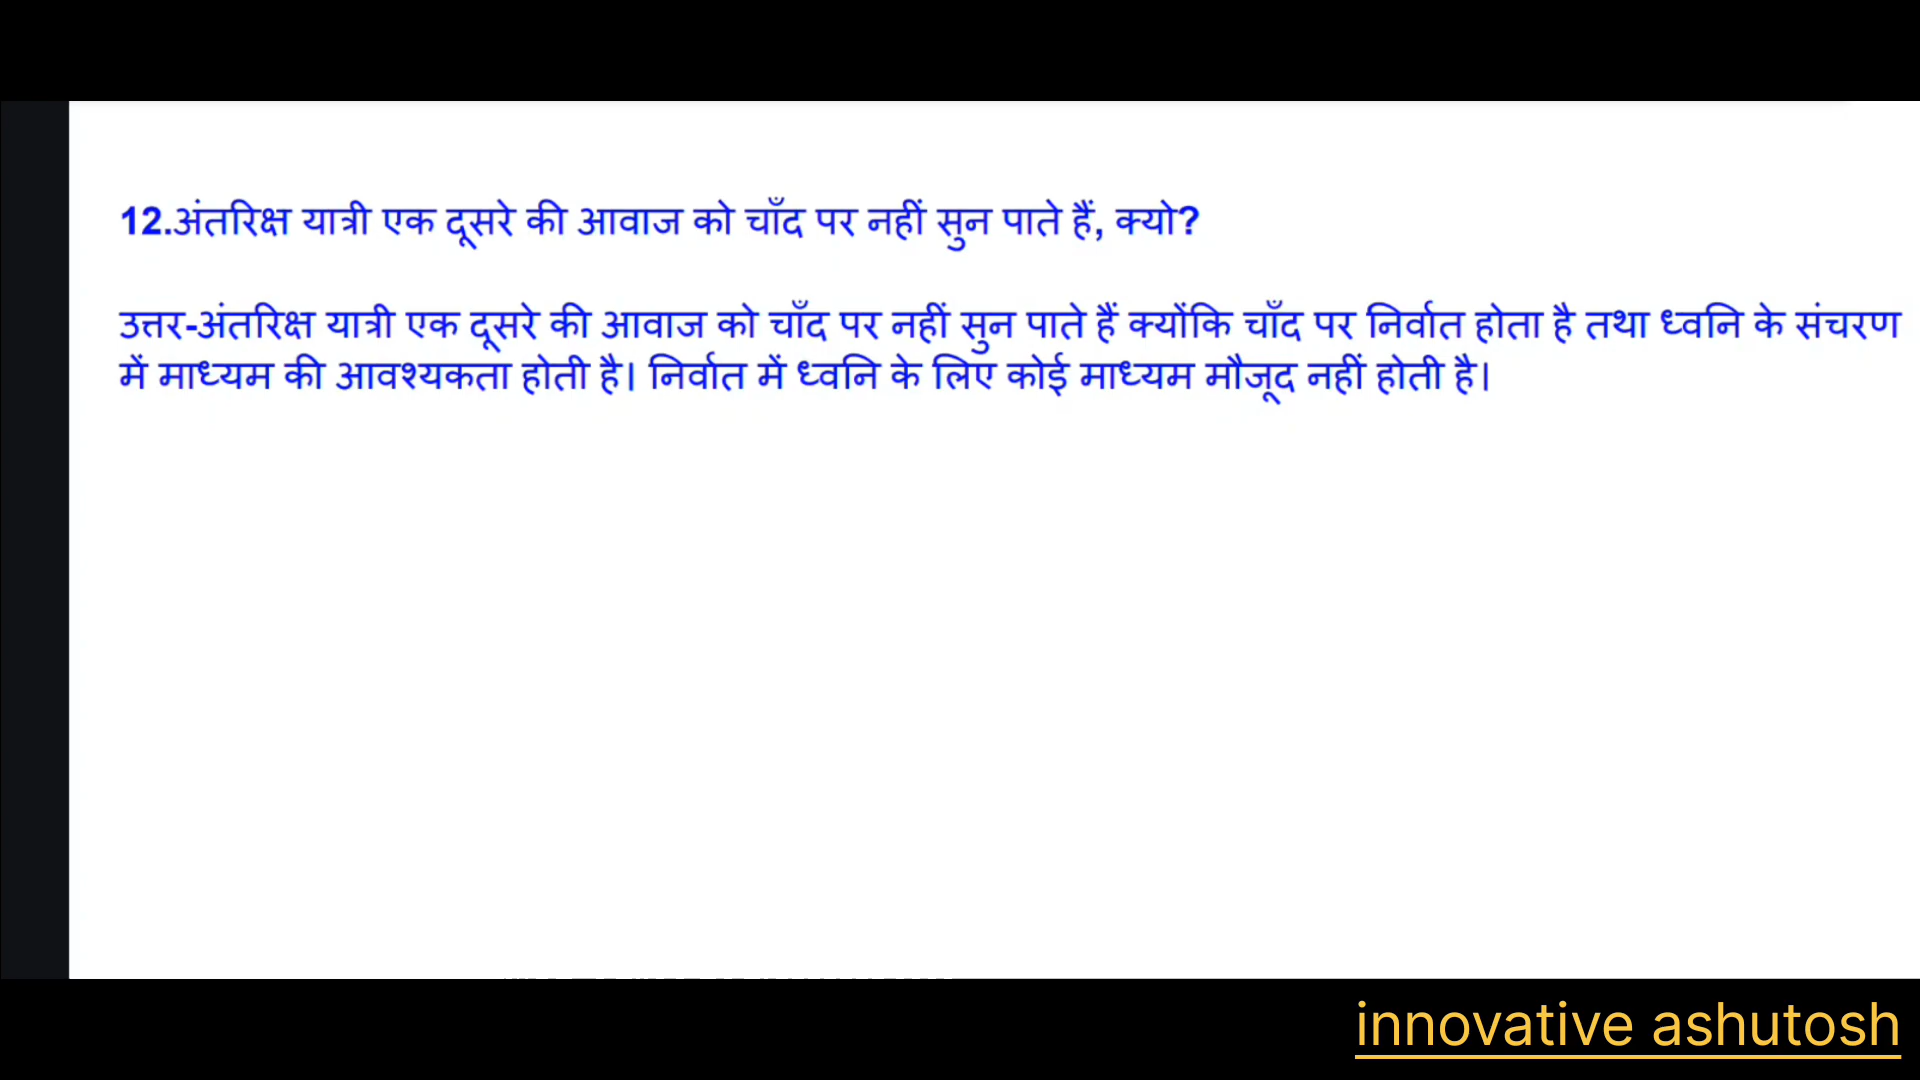 12.अंतरिक्ष यात्री एक दूसरे की आवाज को चाँद पर नहीं सुन पाते हैं, क्यो?
उत्तर-अंतरिक्ष यात्री एक दूसरे की आवाज को चाँद पर नहीं सुन पाते हैं क्योंकि चाँद पर निर्वात होता है तथा ध्वनि के संचरण
में माध्यम की आवश्यकता होती है। निर्वात में ध्वनि के लिए कोई माध्यम मौजूद नहीं होती है।
innovative ashutosh